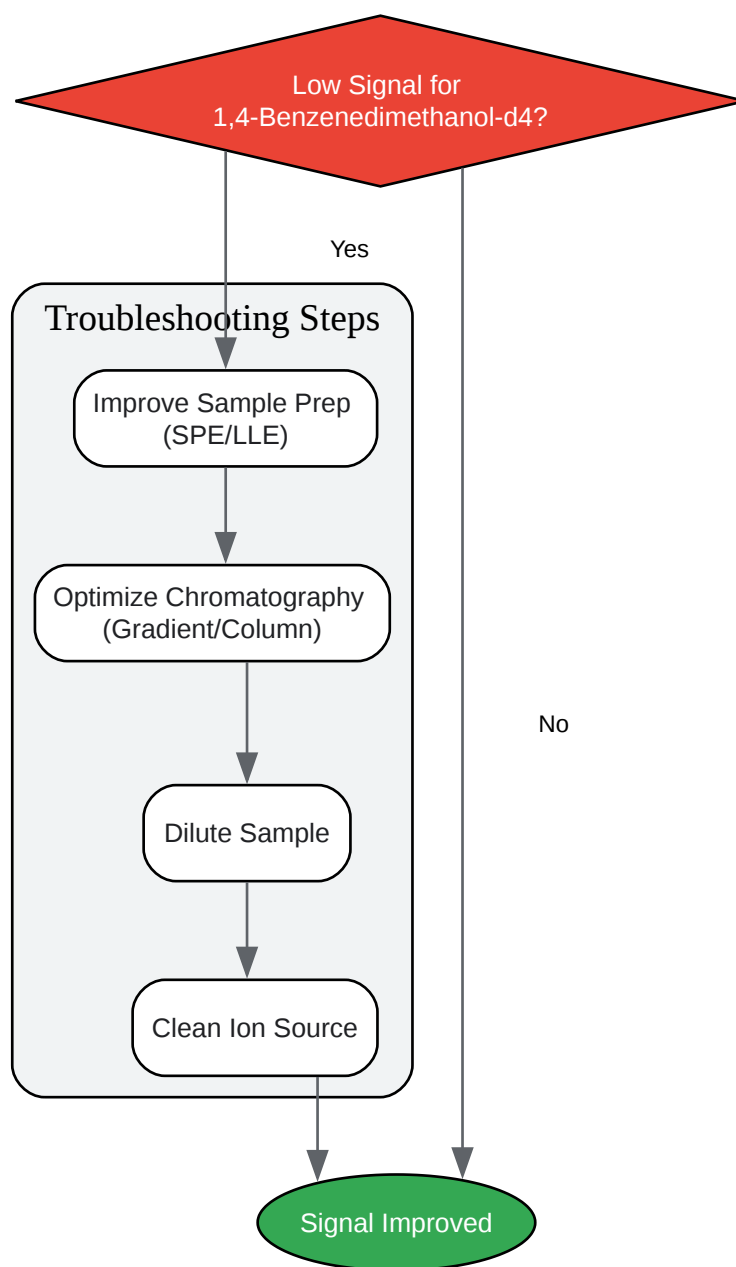 Low Signal for
1,4-Benzenedimethanol-d4?
Yes
Troubleshooting Steps
Improve Sample Prep
(SPE/LLE)
Optimize Chromatography
(Gradient/Column)
No
Dilute Sample
Clean Ion Source
Signal Improved